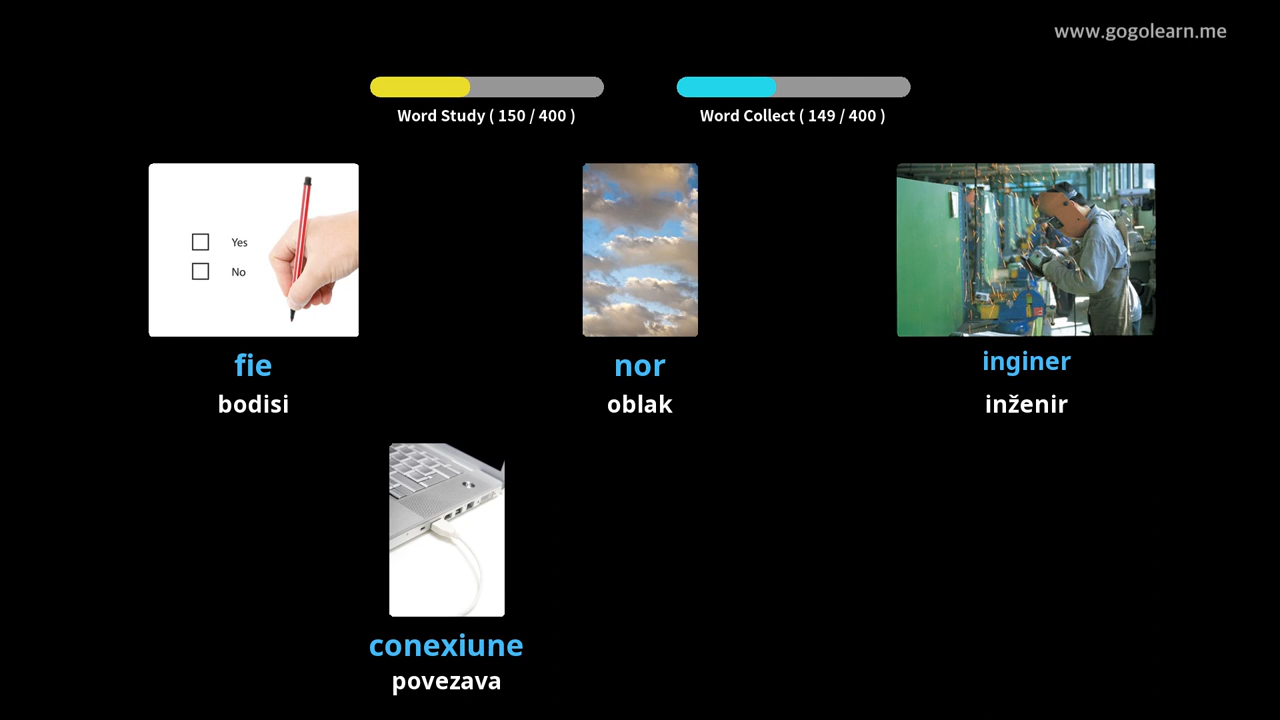 www.gogolearn.me
Word Study ( 150 / 400 )
Word Collect ( 149 / 400 )
Yes
No
fie
bodisi
nor
oblak
inginer
inženir
conexiune
povezava